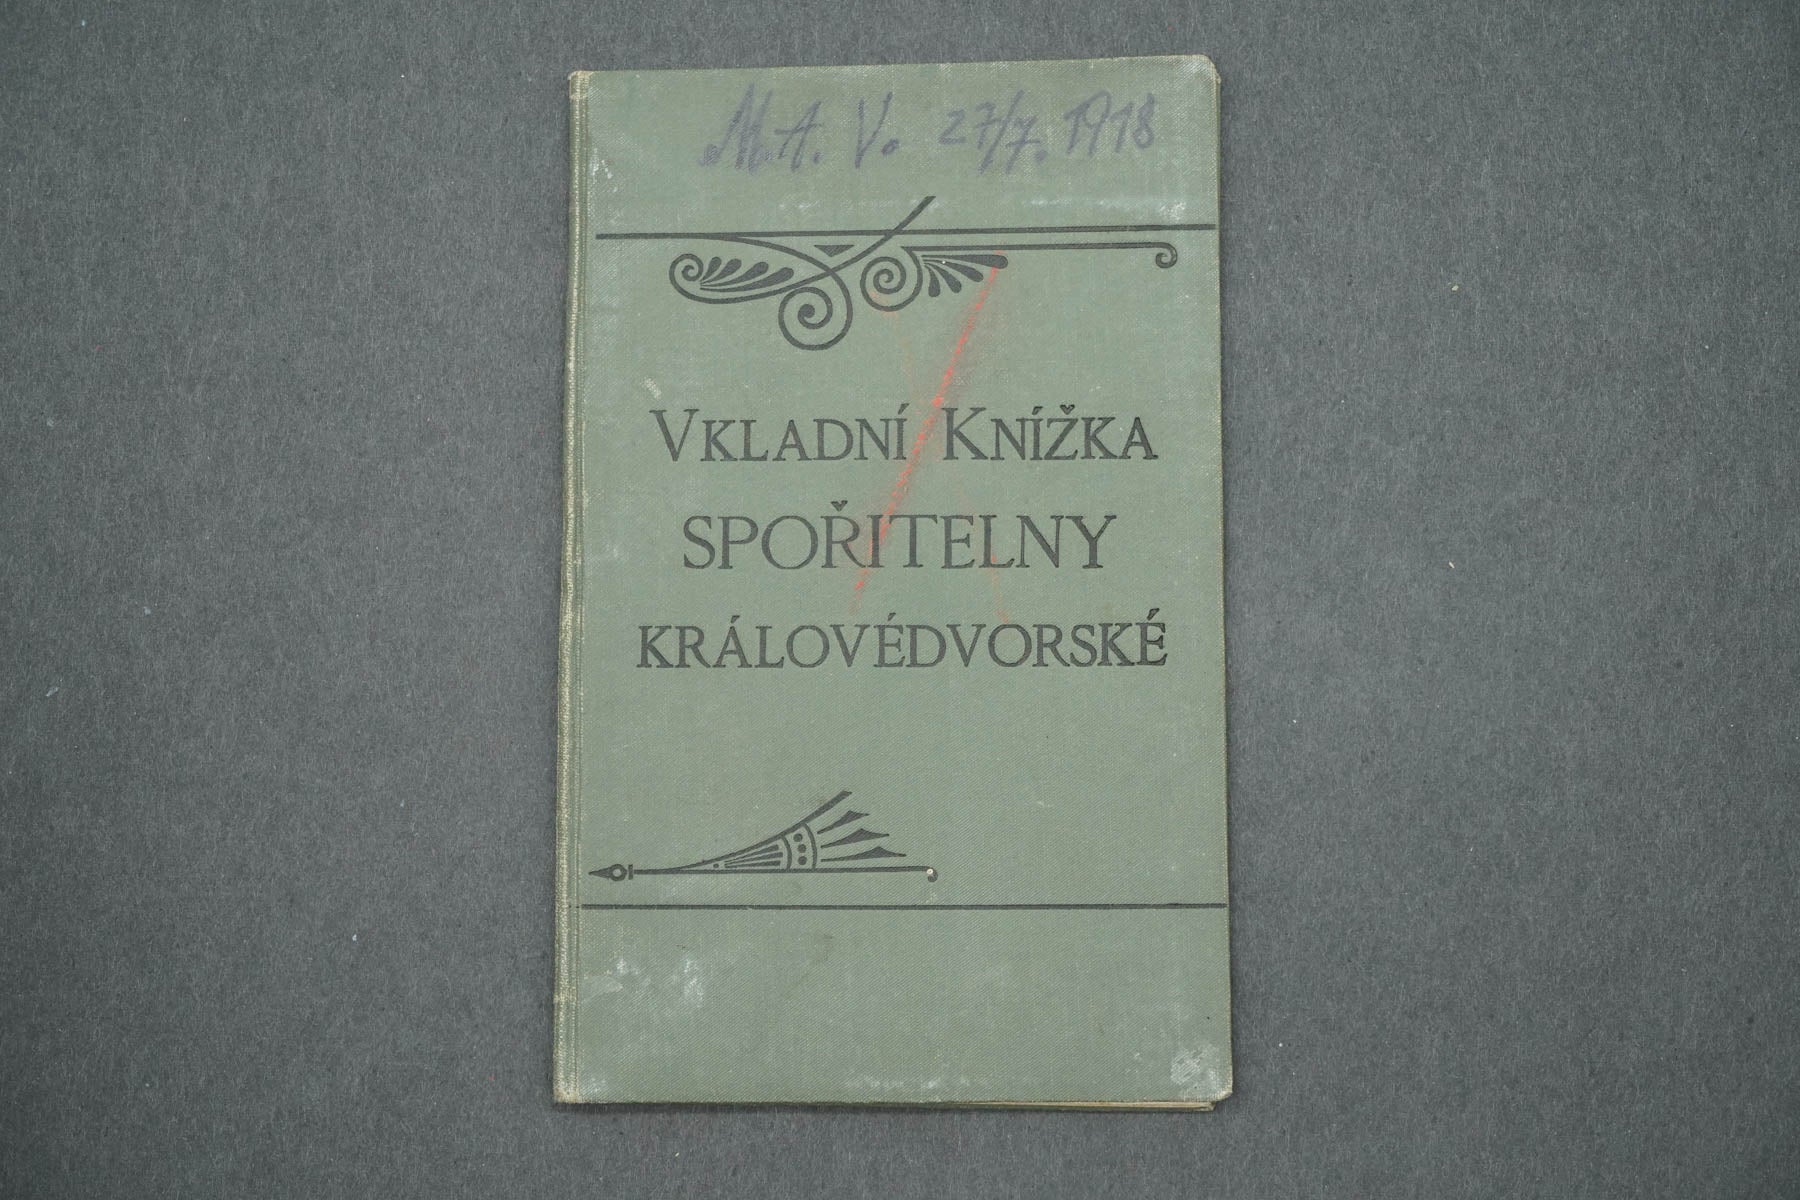 M. A. V. 27/7. 1918
VKLADNÍ KNÍŽKA
SPOŘITELNY
KRÁLOVÉDVORSKÉ